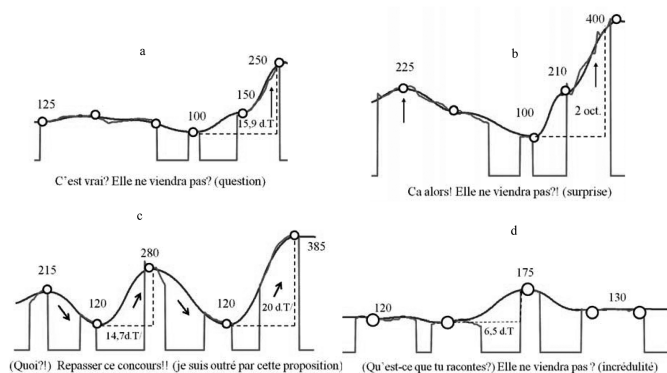 a
125
100
150
250
15,9 d.T
C'est vrai? Elle ne viendra pas? (question)
b
225
100
210
400
2 oct.
Ca alors! Elle ne viendra pas?! (surprise)
c
215
120
280
120
385
14,7d.T/
20 d.T/
(Quoi?!) Repasser ce concours!! (je suis outré par cette proposition)
d
120
175
130
6,5 d.T
(Qu'est-ce que tu racontes?) Elle ne viendra pas ? (incrédulité)